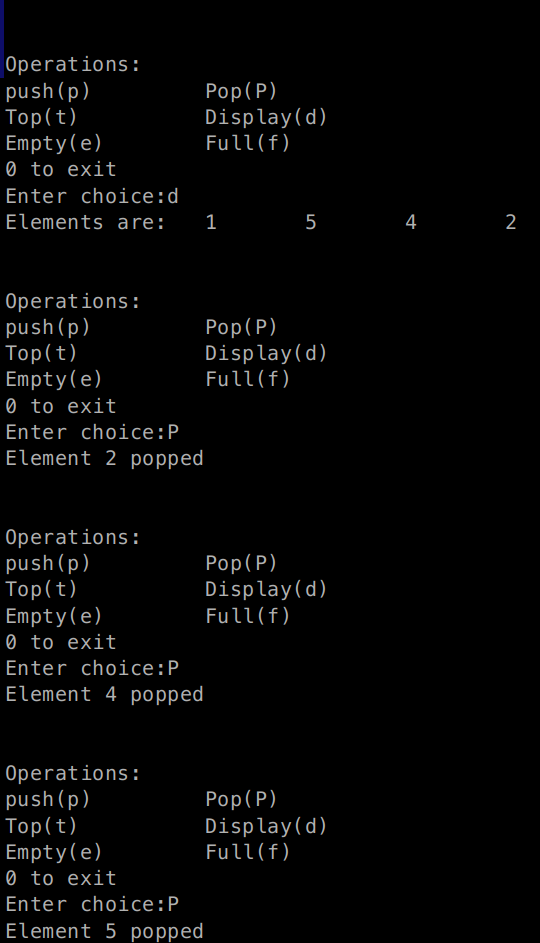 Operations:
push(p) Pop(P)
Top(t) Display(d)
Empty(e) Full(f)
0 to exit
Enter choice:d
Elements are: 1 5 4 2
Operations:
push(p) Pop(P)
Top(t) Display(d)
Empty(e) Full(f)
0 to exit
Enter choice:P
Element 2 popped
Operations:
push(p) Pop(P)
Top(t) Display(d)
Empty(e) Full(f)
0 to exit
Enter choice:P
Element 4 popped
Operations:
push(p) Pop(P)
Top(t) Display(d)
Empty(e) Full(f)
0 to exit
Enter choice:P
Element 5 popped